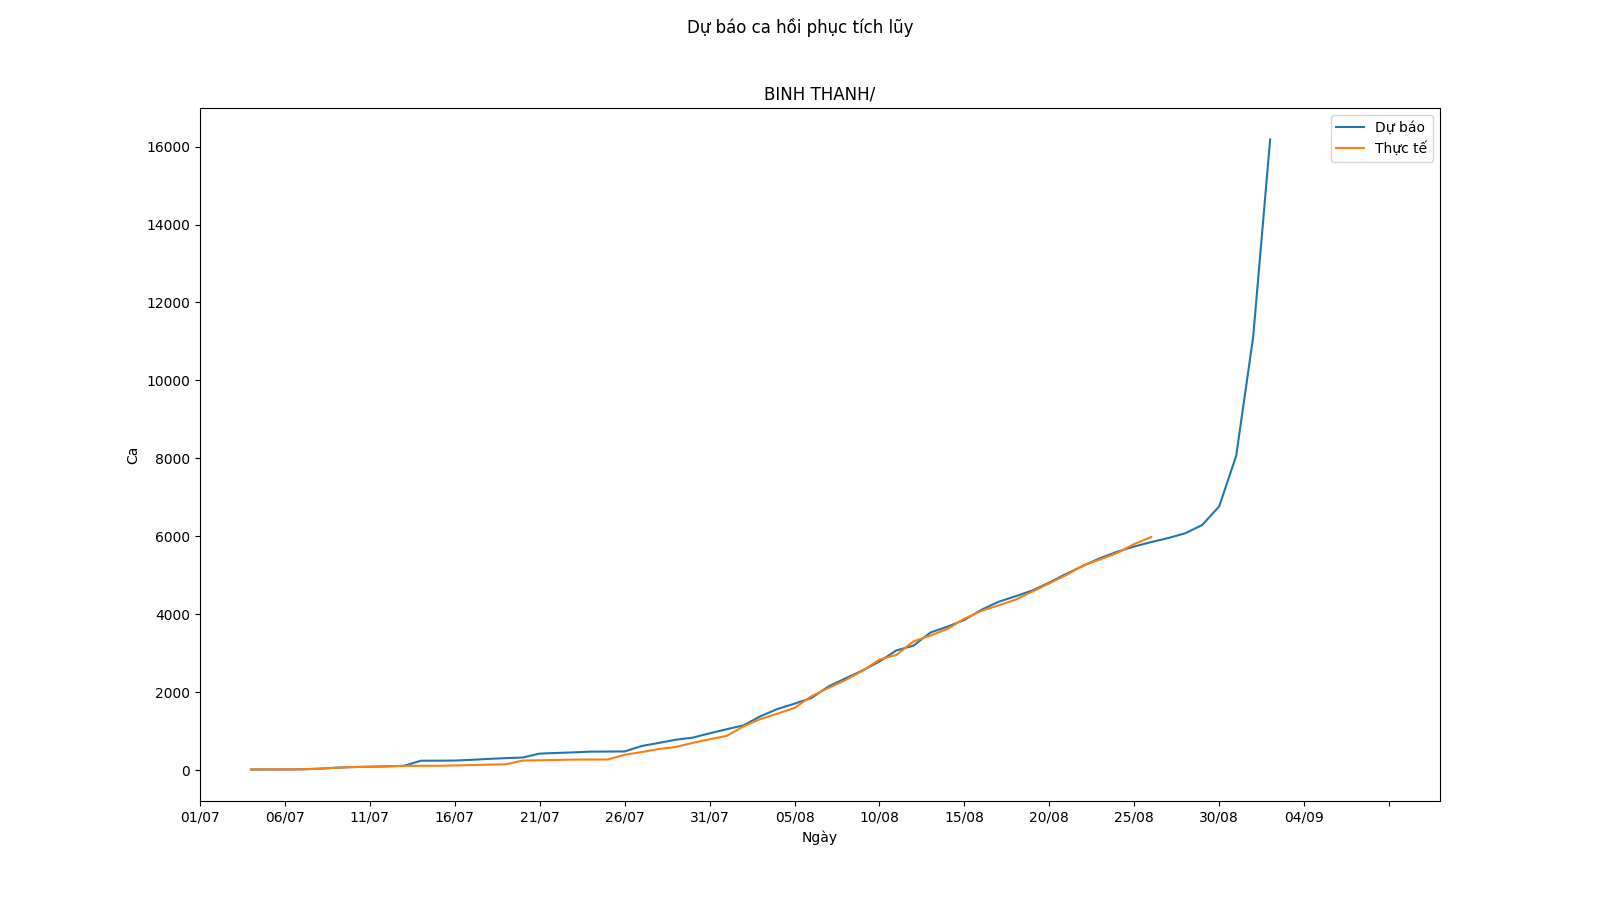 Dự báo ca hồi phục tích lũy
BINH THANH/
Dự báo
Thực tế
16000
14000
12000
10000
8000
6000
4000
2000
0
Ca
01/07 06/07 11/07 16/07 21/07 26/07 31/07 05/08 10/08 15/08 20/08 25/08 30/08 04/09
Ngày